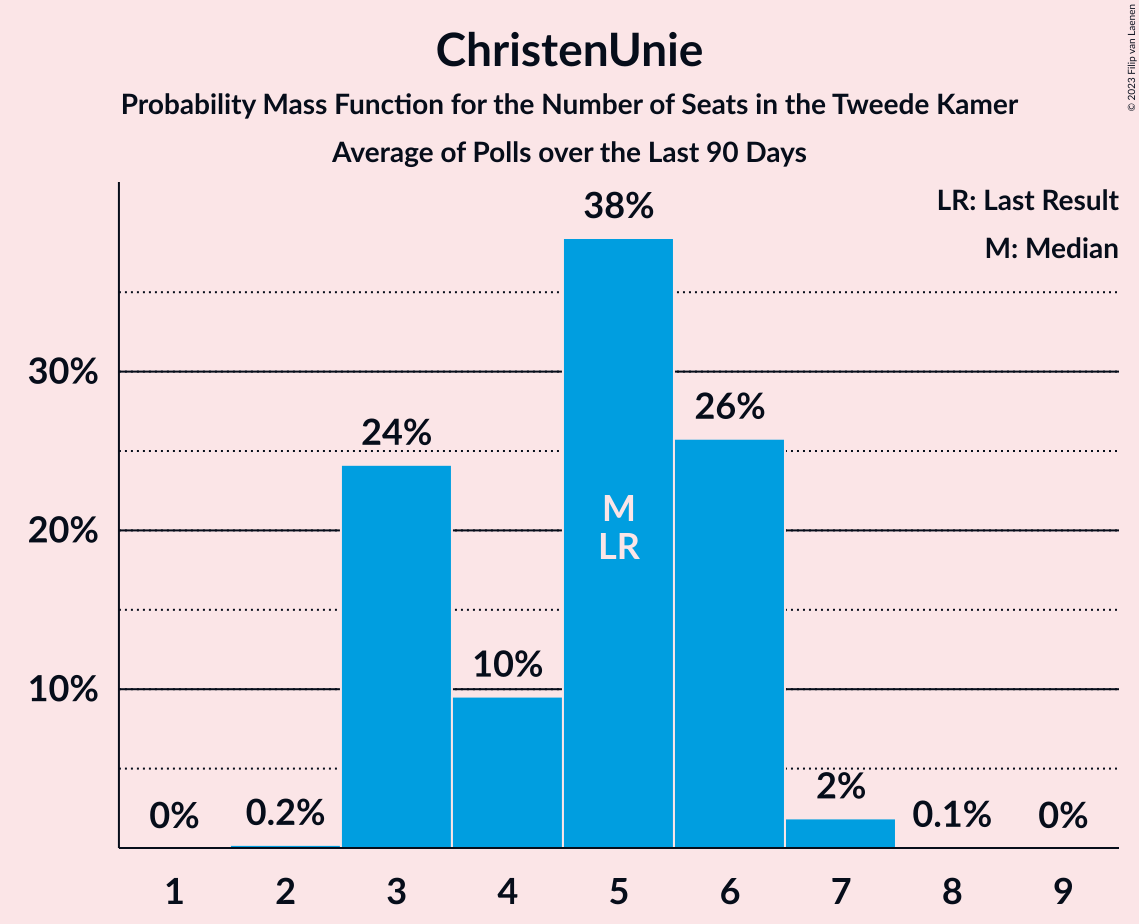 ChristenUnie
Probability Mass Function for the Number of Seats in the Tweede Kamer
Average of Polls over the Last 90 Days
© 2023 Filip van Laenen
LR: Last Result
M: Median
38%
30%
26%
24%
M
20%
LR
10%
10%
0%
0.2%
2%
0.1%
0%
1 2 3 4 5 6 7 8 9